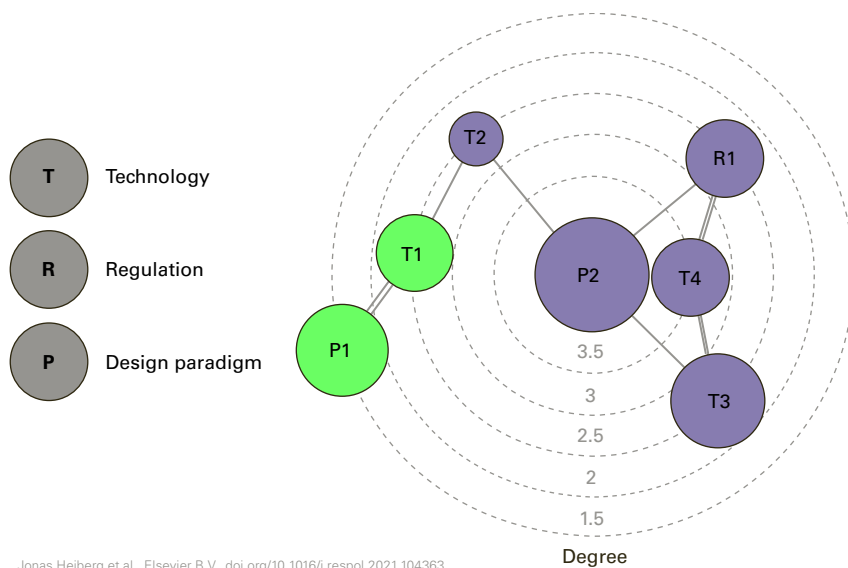 T Technology
R Regulation
P Design paradigm
T2
R1
T1
P2
T4
P1
T3
3.5
3
2.5
2
1.5
Degree
Jonas Heiberg et al., Elsevier B.V., doi.org/10.1016/j.respol.2021.104363